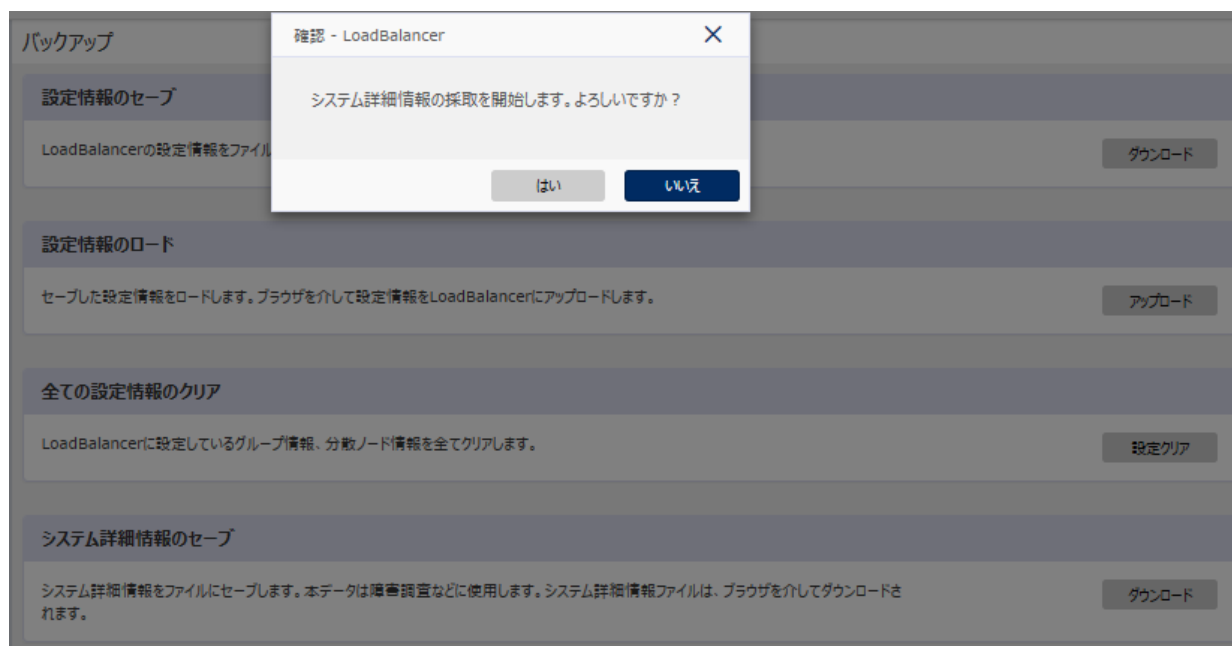 バックアップ
確認 - LoadBalancer
システム詳細情報の採取を開始します。よろしいですか？
はい
いいえ
設定情報のセーブ
LoadBalancerの設定情報をファイル
ダウンロード
設定情報のロード
セーブした設定情報をロードします。ブラウザを介して設定情報をLoadBalancerにアップロードします。
アップロード
全ての設定情報のクリア
LoadBalancerに設定しているグループ情報、分散ノード情報を全てクリアします。
設定クリア
システム詳細情報のセーブ
システム詳細情報をファイルにセーブします。本データは障害調査などに使用します。システム詳細情報ファイルは、ブラウザを介してダウンロードさ
れます。
ダウンロード